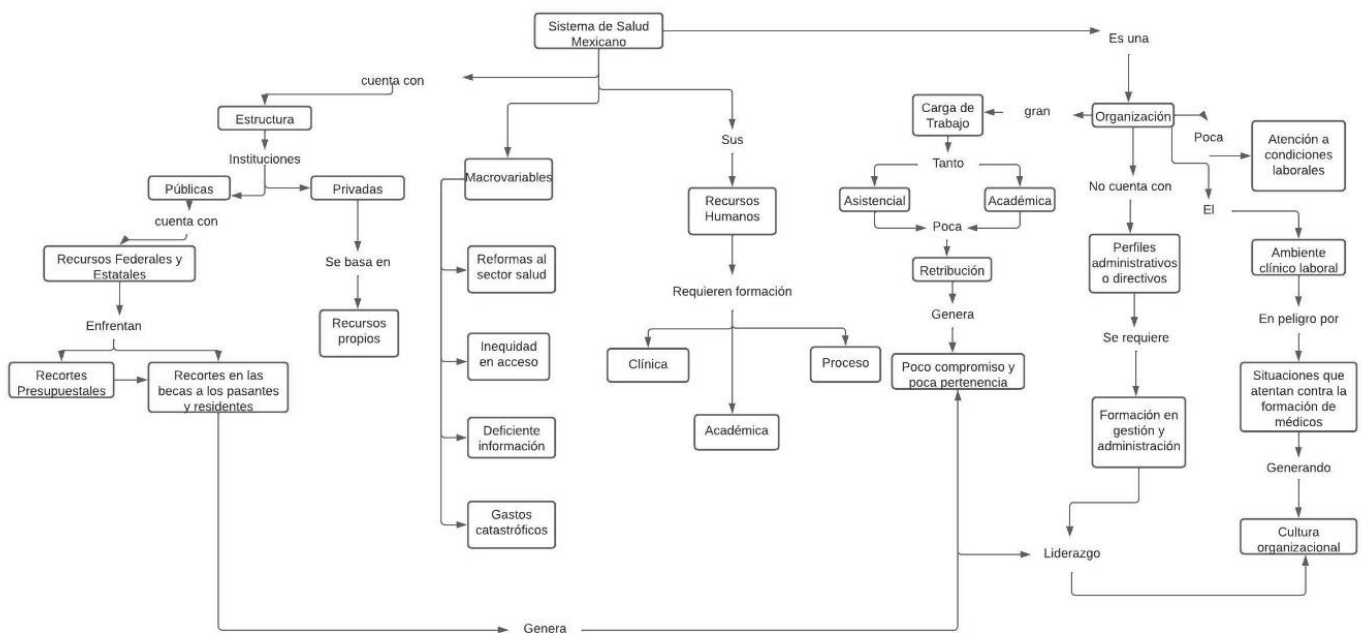 Sistema de Salud
Mexicano
Es una
cuenta con
Estructura
Instituciones
Públicas
Privadas
cuenta con
Recursos Federales y
Estatales
Se basa en
Recursos
propios
Enfrentan
Recortes
Presupuestales
Recortes en las
becas a los pasantes
y residentes
Genera
Macrovariables
Reformas al
sector salud
Inequidad
en acceso
Deficiente
información
Gastos
catastróficos
Sus
Recursos
Humanos
Requieren formación
Clínica
Proceso
Académica
Organización
gran
Carga de
Trabajo
Tanto
Asistencial
Académica
Poca
Retribución
Genera
Poco compromiso y
poca pertenencia
No cuenta con
Perfiles
administrativos
o directivos
Se requiere
Formación en
gestión y
administración
Liderazgo
Poca
Atención a
condiciones
laborales
El
Ambiente
clínico laboral
En peligro por
Situaciones que
atentan contra la
formación de
médicos
Generando
Cultura
organizacional